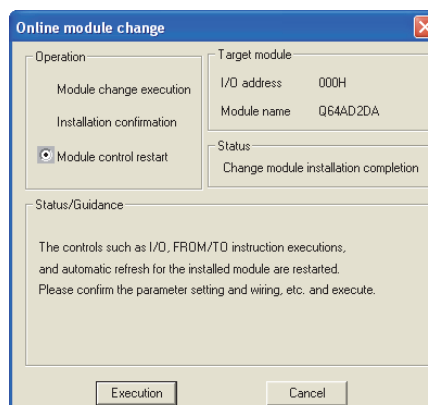 Online module change
Operation
Module change execution
Installation confirmation
Module control restart
Target module
I/O address 000H
Module name Q64AD2DA
Status
Change module installation completion
Status/Guidance
The controls such as I/O, FROM/TO instruction executions,
and automatic refresh for the installed module are restarted.
Please confirm the parameter setting and wiring, etc. and execute.
Execution Cancel